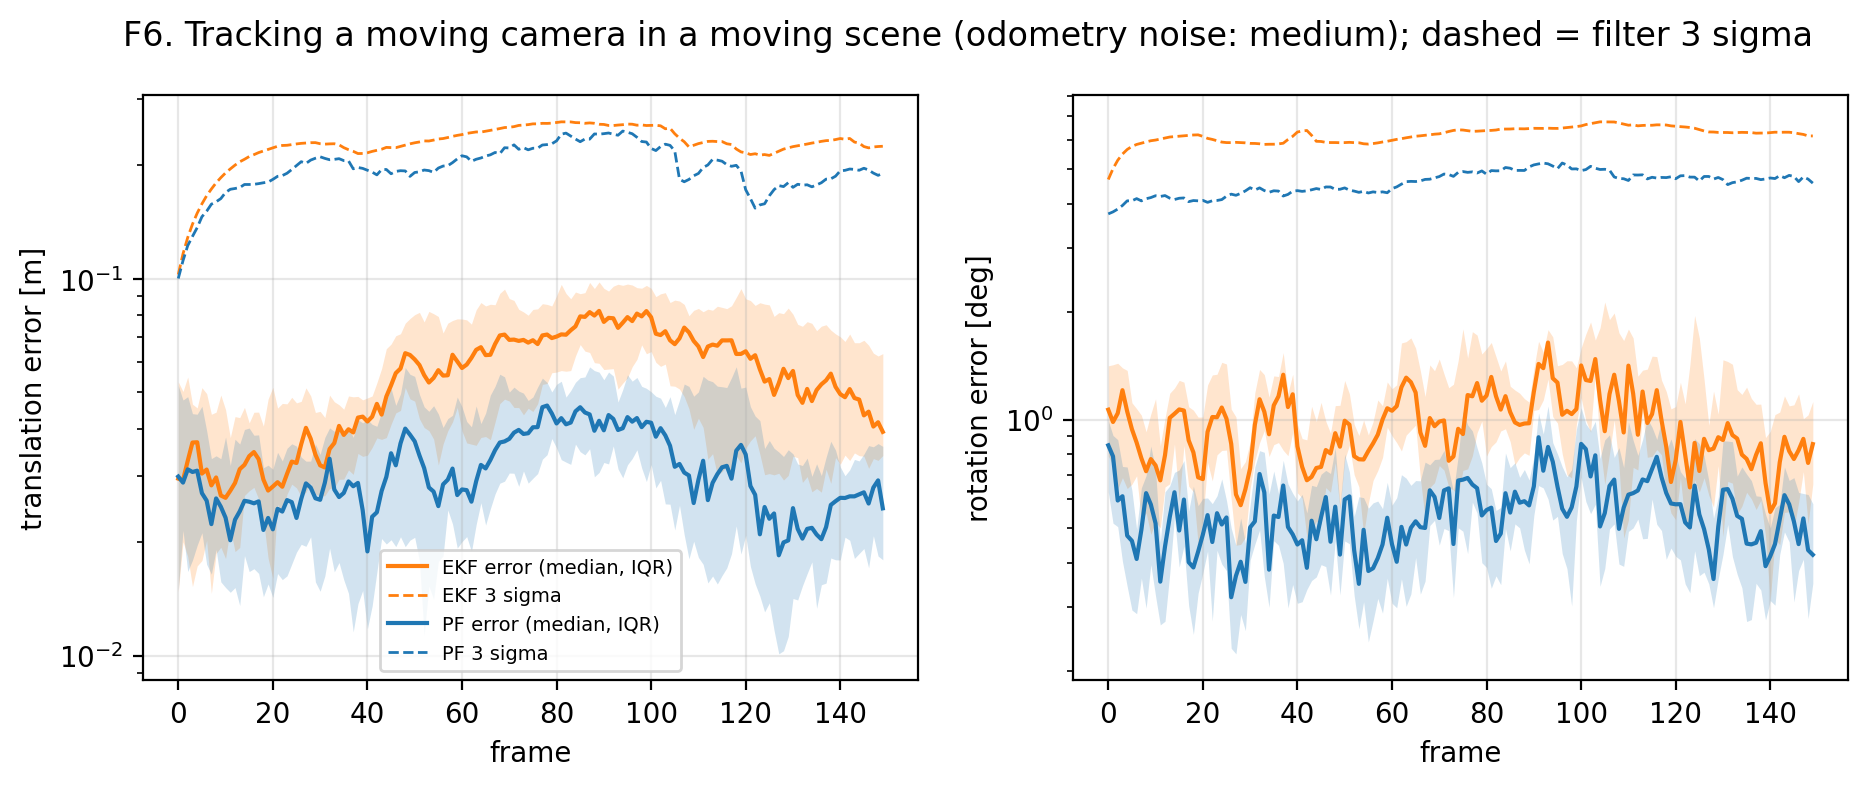 F6. Tracking a moving camera in a moving scene (odometry noise: medium); dashed = filter 3 sigma
translation error [m]
10⁻¹
10⁻²
EKF error (median, IQR)
EKF 3 sigma
PF error (median, IQR)
PF 3 sigma
0 20 40 60 80 100 120 140
frame
rotation error [deg]
10⁰
0 20 40 60 80 100 120 140
frame